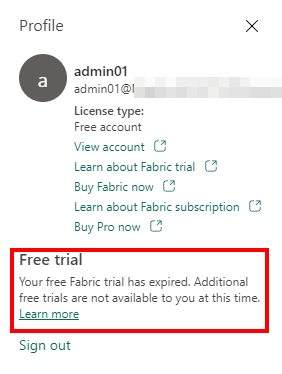 Profile
a
admin01
admin01@
License type:
Free account
View account
Learn about Fabric trial
Buy Fabric now
Learn about Fabric subscription
Buy Pro now
Free trial
Your free Fabric trial has expired. Additional
free trials are not available to you at this time.
Learn more
Sign out